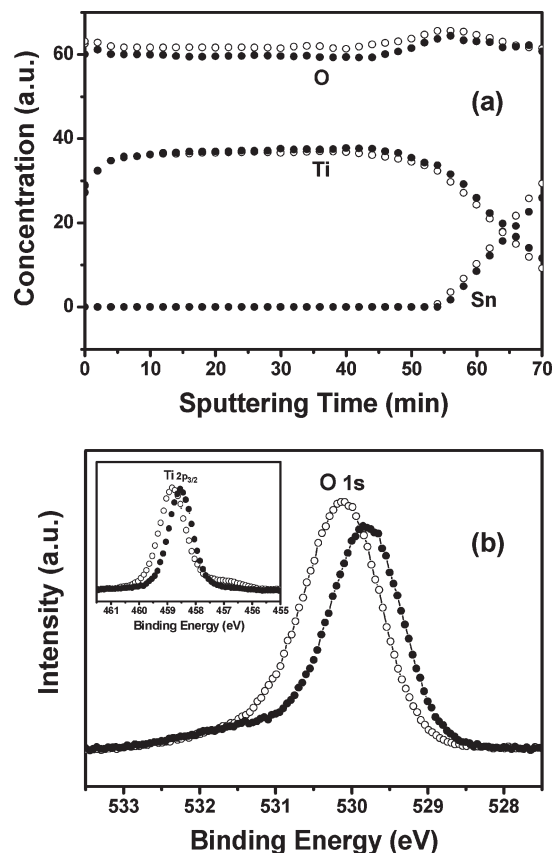 60
40
20
0
Concentration (a.u.)
O
(a)
Ti
Sn
0 10 20 30 40 50 60 70
Sputtering Time (min)
Ti 2p3/2
461 460 459 458 457 456 455
Binding Energy (eV)
O 1s
(b)
Intensity (a.u.)
533 532 531 530 529 528
Binding Energy (eV)